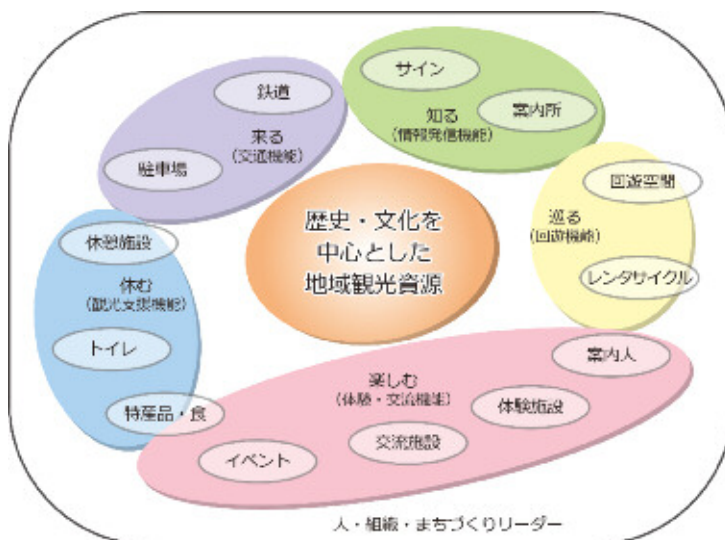 サイン
鉄道
知る
(情報発信機能)
案内所
来る
(交通機能)
駐車場
回遊空間
巡る
(回遊機能)
歴史・文化を
中心とした
地域観光資源
休憩施設
休む
(観光支援機能)
レンタサイクル
トイレ
案内人
楽しむ
(体験・交流機能)
体験施設
特産品・食
交流施設
イベント
人・組織・まちづくりリーダー